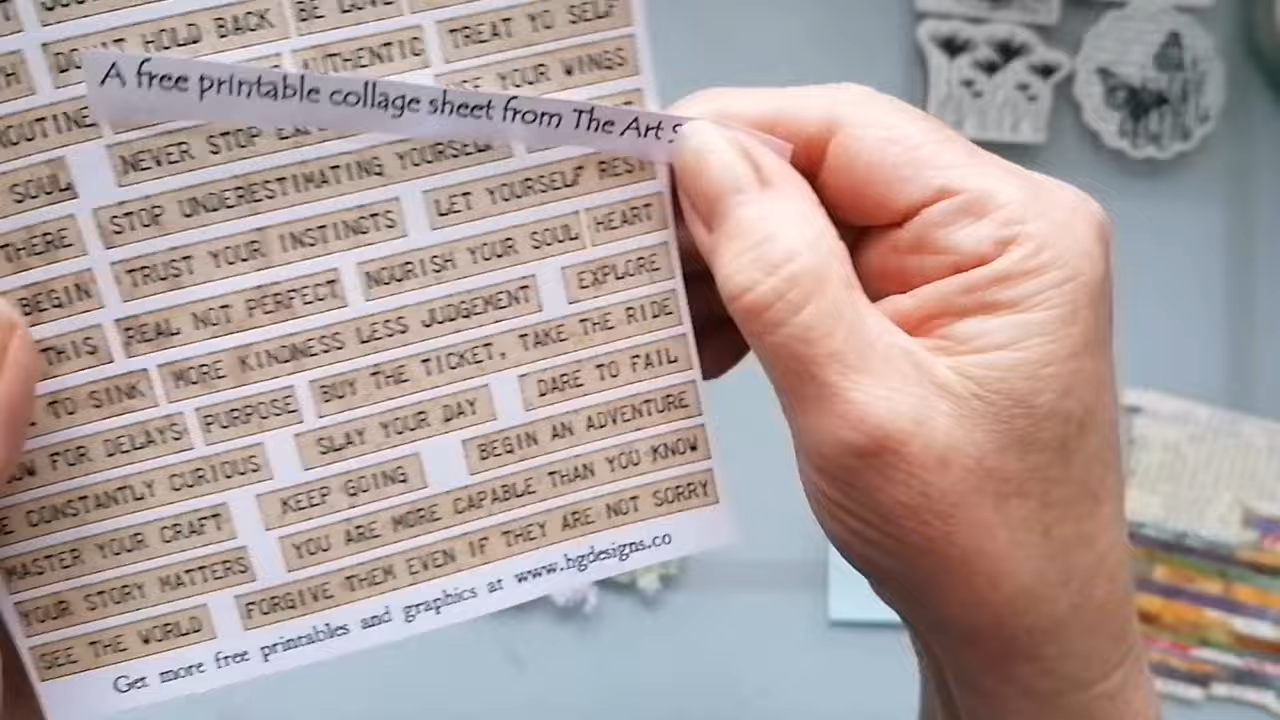 DON'T HOLD BACK BE LOVE
TREAT YO SELF
AUTHENTIC
YOUR WINGS
A free printable collage sheet from The Art
ROUTINE
NEVER STOP
SOUL
STOP UNDERESTIMATING YOURSELF
LET YOURSELF REST
THERE
TRUST YOUR INSTINCTS
NOURISH YOUR SOUL
HEART
BEGIN
REAL NOT PERFECT
EXPLORE
THIS
MORE KINDNESS LESS JUDGEMENT
TO SINK
BUY THE TICKET, TAKE THE RIDE
FOR DELAYS
PURPOSE
DARE TO FAIL
CONSTANTLY CURIOUS
SLAY YOUR DAY
BEGIN AN ADVENTURE
MASTER YOUR CRAFT
KEEP GOING
YOU ARE MORE CAPABLE THAN YOU KNOW
YOUR STORY MATTERS
FORGIVE THEM EVEN IF THEY ARE NOT SORRY
SEE THE WORLD
Get more free printables and graphics at www.hgdesigns.co